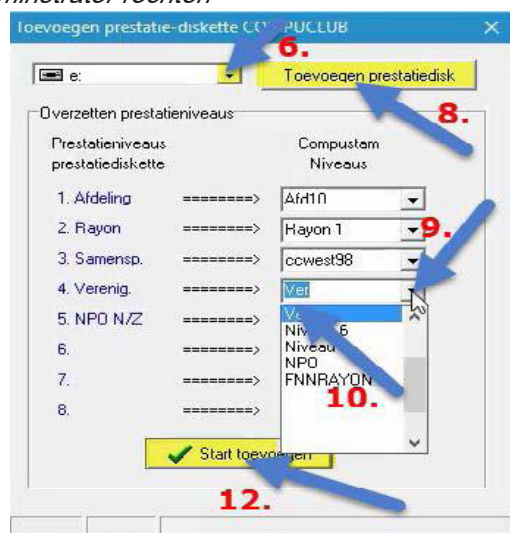 ministrator rechten
Toevoegen prestatie-diskette COMPUCLUB
6.
e:
Toevoegen prestatiedisk
8.
Overzetten prestatieniveaus
Prestatieniveaus
prestatiediskette
Compustam
Niveaus
1. Afdeling ========> Afd10
9.
2. Rayon ========> Rayon 1
3. Samensp. ========> ccwest98
4. Verenig. ========> Ver
5. NPO N/Z ========>
Niveau 6
6. ========>
Niveau
NPO
7. ========> FNNRAYON
10.
8. ========>
Start toevoegen
12.